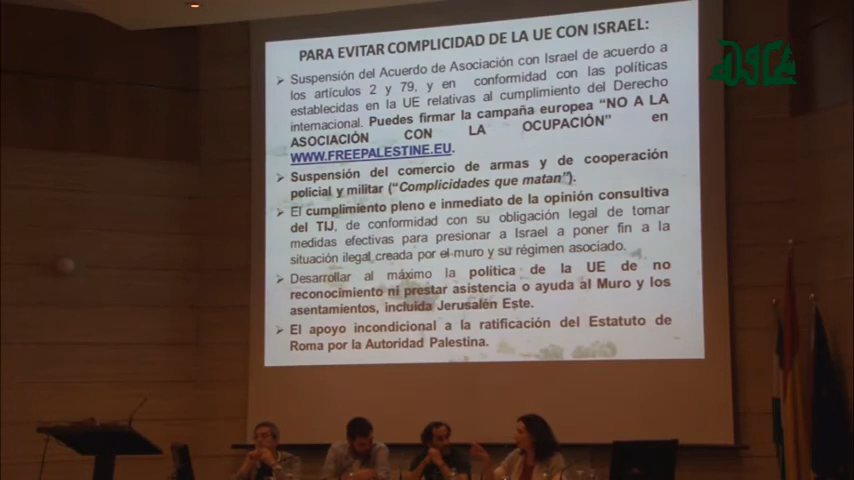 PARA EVITAR COMPLICIDAD DE LA UE CON ISRAEL:
➢ Suspensión del Acuerdo de Asociación con Israel de acuerdo a
los artículos 2 y 79, y en conformidad con las políticas
establecidas en la UE relativas al cumplimiento del Derecho
internacional. Puedes firmar la campaña europea “NO A LA
ASOCIACIÓN CON LA OCUPACIÓN” en
WWW.FREEPALESTINE.EU.
➢ Suspensión del comercio de armas y de cooperación
policial y militar (“Complicidades que matan”).
➢ El cumplimiento pleno e inmediato de la opinión consultiva
del TIJ, de conformidad con su obligación legal de tomar
medidas efectivas para presionar a Israel a poner fin a la
situación ilegal creada por el muro y su régimen asociado.
➢ Desarrollar al máximo la política de la UE de no
reconocimiento ni prestar asistencia o ayuda al Muro y los
asentamientos, incluida Jerusalén Este.
➢ El apoyo incondicional a la ratificación del Estatuto de
Roma por la Autoridad Palestina.